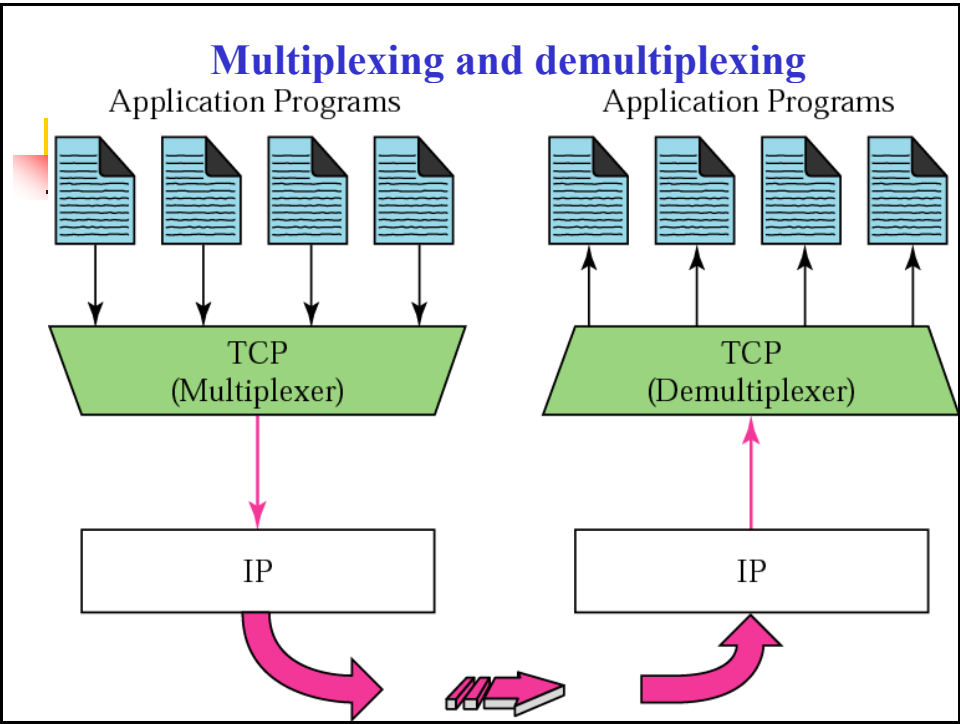 Multiplexing and demultiplexing
Application Programs
Application Programs
TCP
(Multiplexer)
TCP
(Demultiplexer)
IP
IP